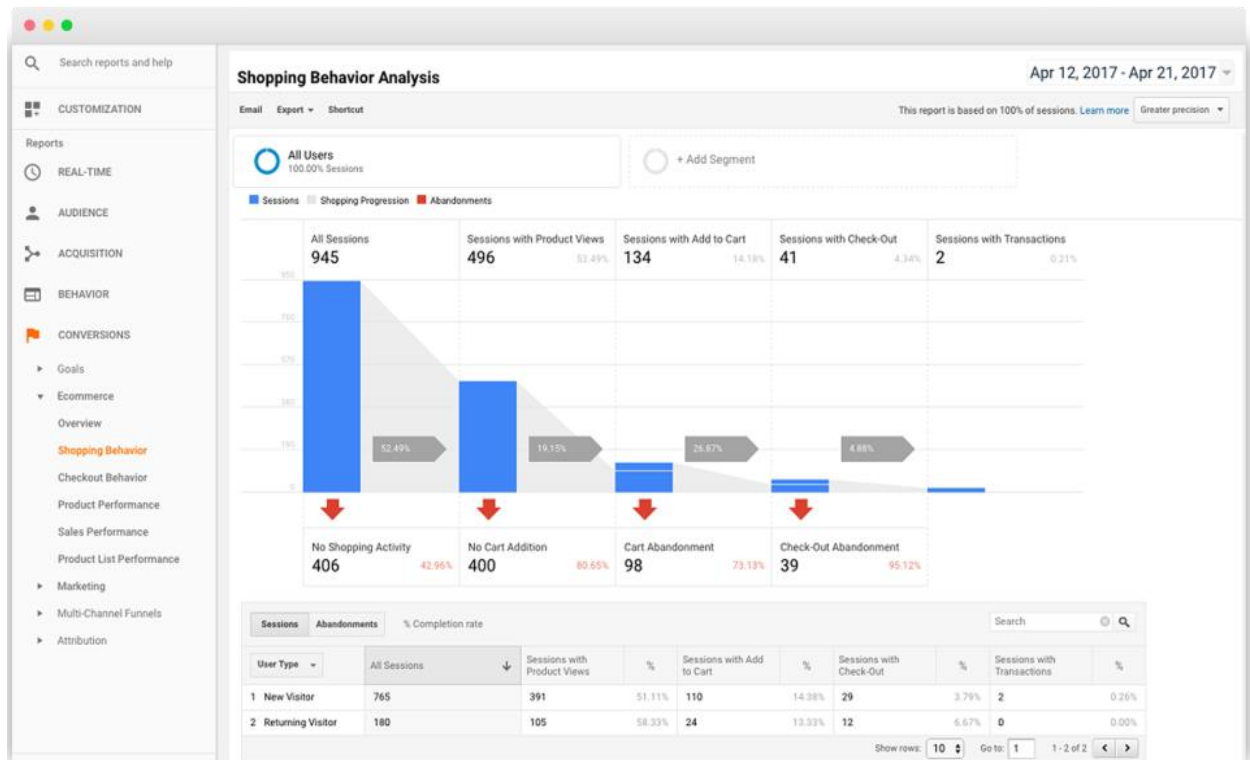 Search reports and help
CUSTOMIZATION
Reports
REAL-TIME
AUDIENCE
ACQUISITION
BEHAVIOR
CONVERSIONS
Goals
Ecommerce
Overview
Shopping Behavior
Checkout Behavior
Product Performance
Sales Performance
Product List Performance
Marketing
Multi-Channel Funnels
Attribution
Shopping Behavior Analysis
Apr 12, 2017 - Apr 21, 2017
Email Export Shortcut
This report is based on 100% of sessions. Learn more Greater precision
All Users
100.00% Sessions
+ Add Segment
Sessions Shopping Progression Abandonments
All Sessions Sessions with Product Views Sessions with Add to Cart Sessions with Check-Out Sessions with Transactions
945 496 53.49% 134 14.18% 41 4.34% 2 0.21%
950
760
570
380
190
0
52.49% 19.15% 26.87% 4.88%
No Shopping Activity No Cart Addition Cart Abandonment Check-Out Abandonment
406 42.96% 400 80.65% 98 73.13% 39 95.12%
Sessions Abandonments % Completion rate Search
User Type All Sessions Sessions with Product Views % Sessions with Add to Cart % Sessions with Check-Out % Sessions with Transactions %
1 New Visitor 765 391 51.11% 110 14.38% 29 3.79% 2 0.26%
2 Returning Visitor 180 105 58.33% 24 13.33% 12 6.67% 0 0.00%
Show rows: 10 Go to: 1 1 - 2 of 2